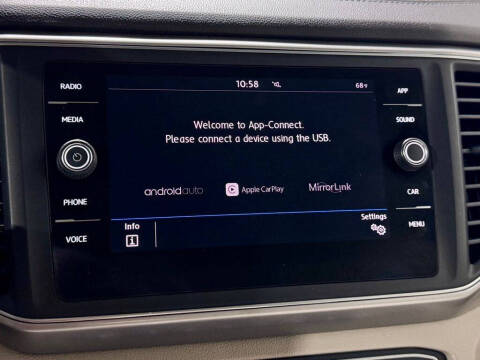 RADIO
MEDIA
PHONE
VOICE
10:58
68°F
Welcome to App-Connect.
Please connect a device using the USB.
androidauto
Apple CarPlay
MirrorLink
Info
i
Settings
APP
SOUND
CAR
MENU